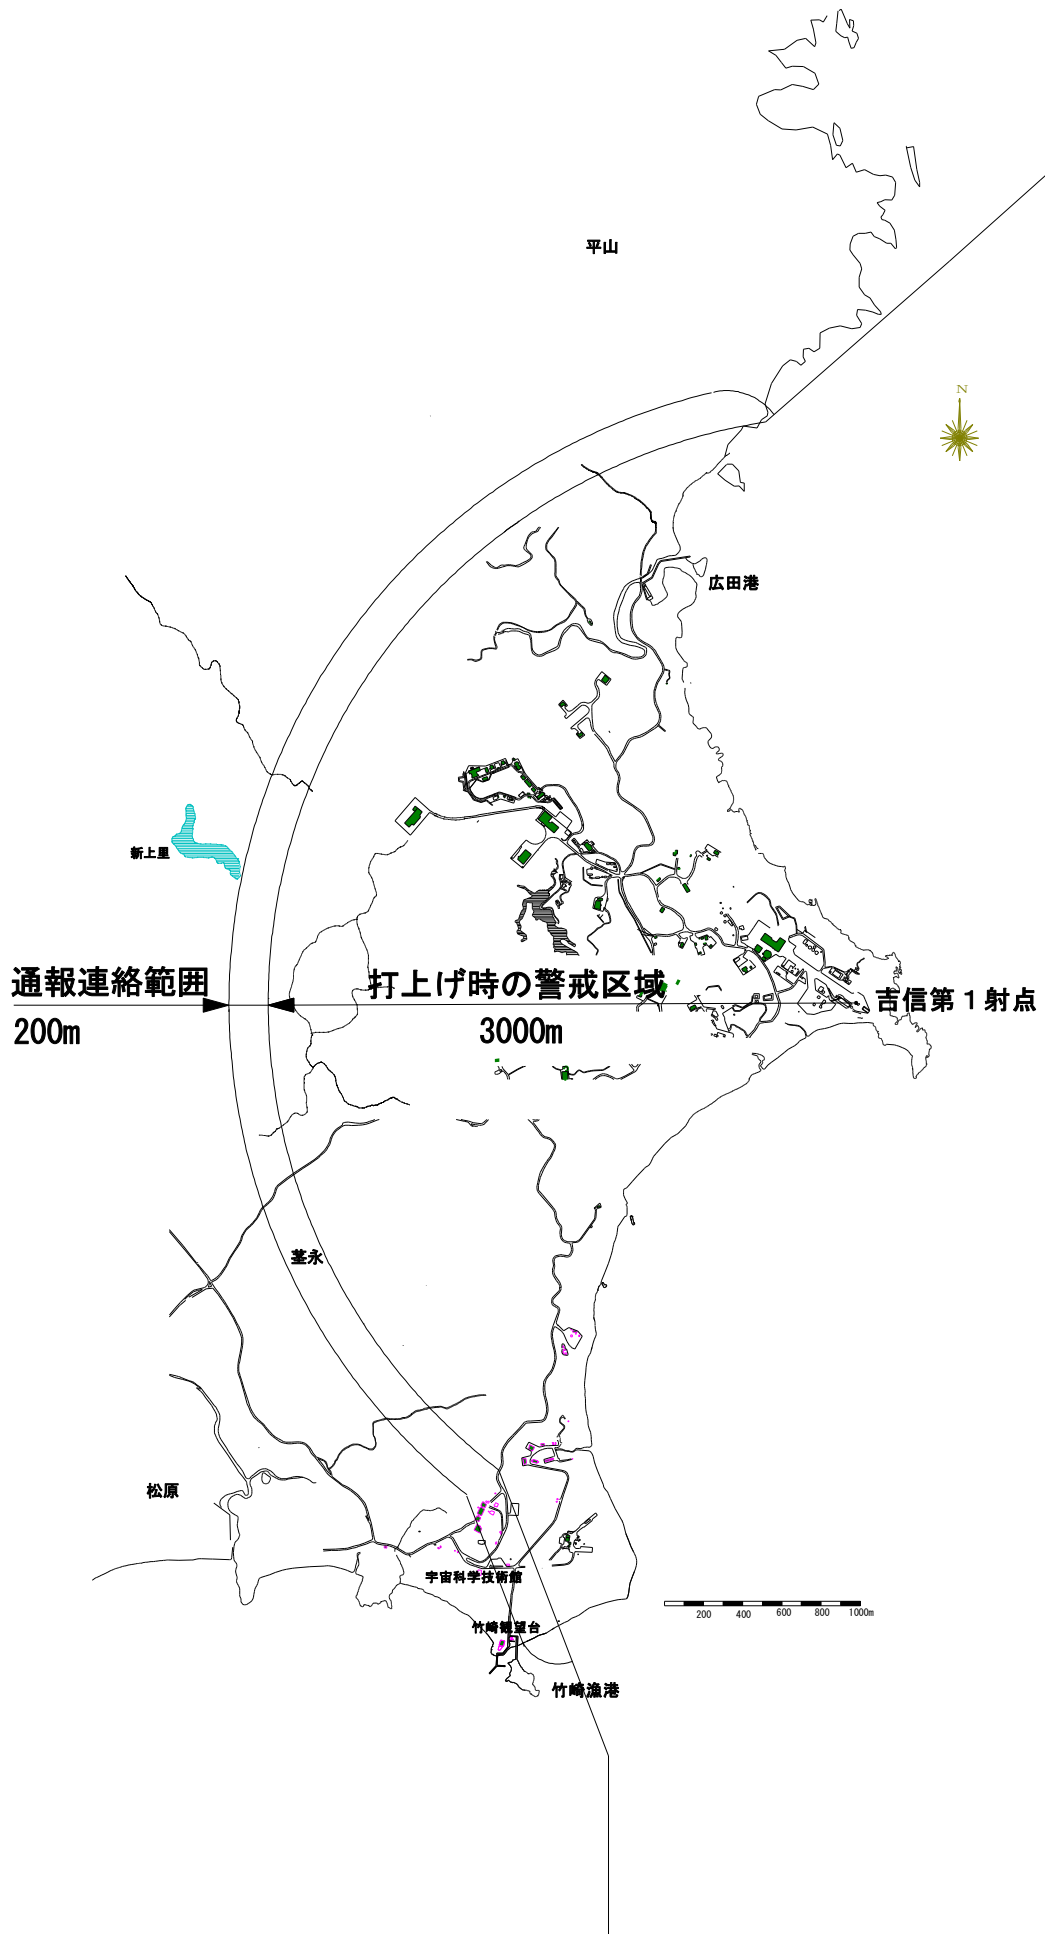 平山
N
広田港
新上里
通報連絡範囲
打上げ時の警戒区域
吉信第1射点
200m
3000m
茎永
松原
宇宙科学技術館
200 400 600 800 1000m
竹崎観望台
竹崎漁港